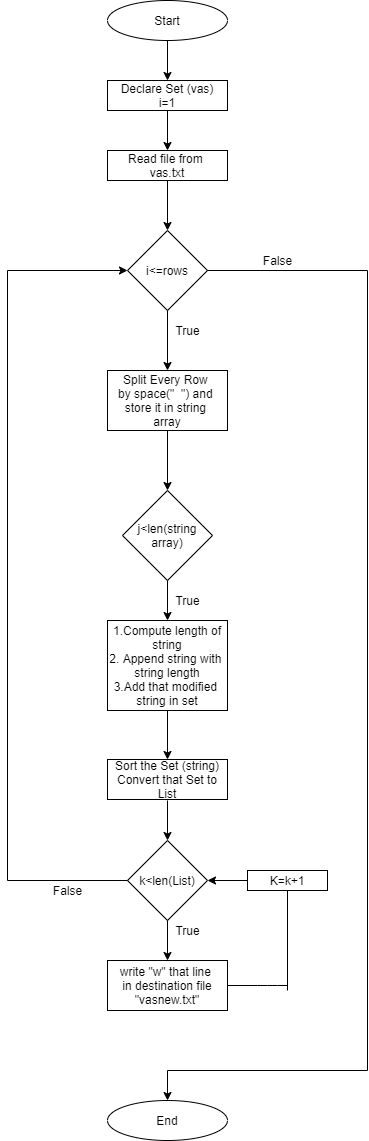 Start
Declare Set (vas)
i=1
Read file from
vas.txt
i<=rows
False
True
Split Every Row
by space(" ") and
store it in string
array
j<len(string
array)
True
1.Compute length of
string
2. Append string with
string length
3.Add that modified
string in set
Sort the Set (string)
Convert that Set to
List
k<len(List)
K=k+1
False
True
write "w" that line
in destination file
"vasnew.txt"
End